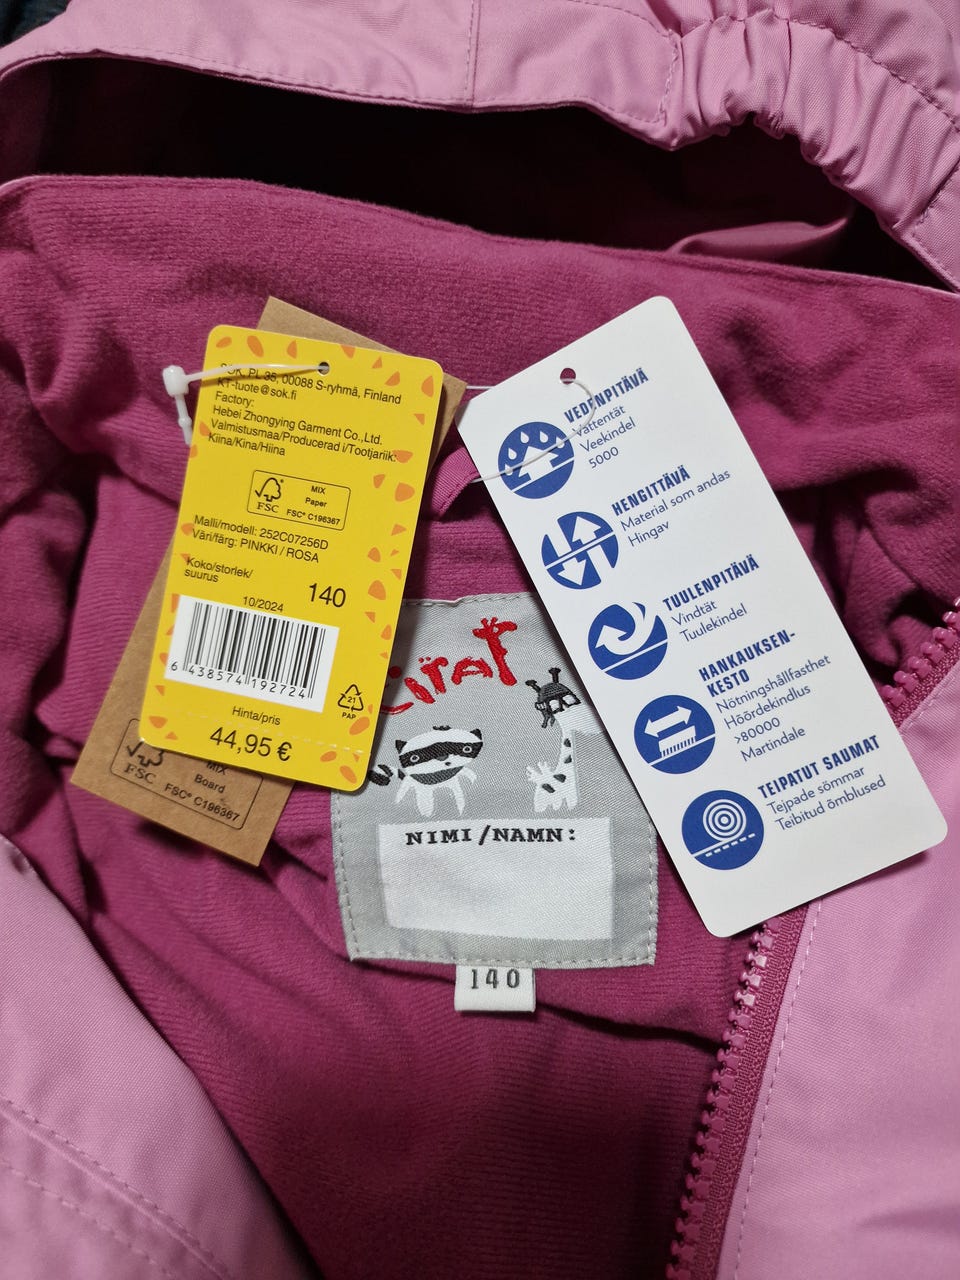 SOK, PL 35, 00088 S-ryhmä, Finland
KT-tuote@sok.fi
Factory:
Hebei Zhongying Garment Co.,Ltd.
Valmistusmaa/Producerad i/Tootjariik:
Kiina/Kina/Hiina
FSC
MIX
Paper
FSC® C196367
Malli/modell: 252C07256D
Väri/färg: PINKKI / ROSA
Koko/storlek/
suurus
140
10/2024
6 438574 192724
21
PAP
Hinta/pris
44,95 €
FSC
MIX
Board
FSC® C196367
VEDENPITÄVÄ
Vattentät
Veekindel
5000
HENGITTÄVÄ
Material som andas
Hingav
TUULENPITÄVÄ
Vindtät
Tuulekindel
HANKAUKSEN-
KESTO
Nötningshållfasthet
Hõõrdekindlus
>80000
Martindale
TEIPATUT SAUMAT
Tejpade sömmar
Teibitud õmblused
NIMI/NAMN:
140